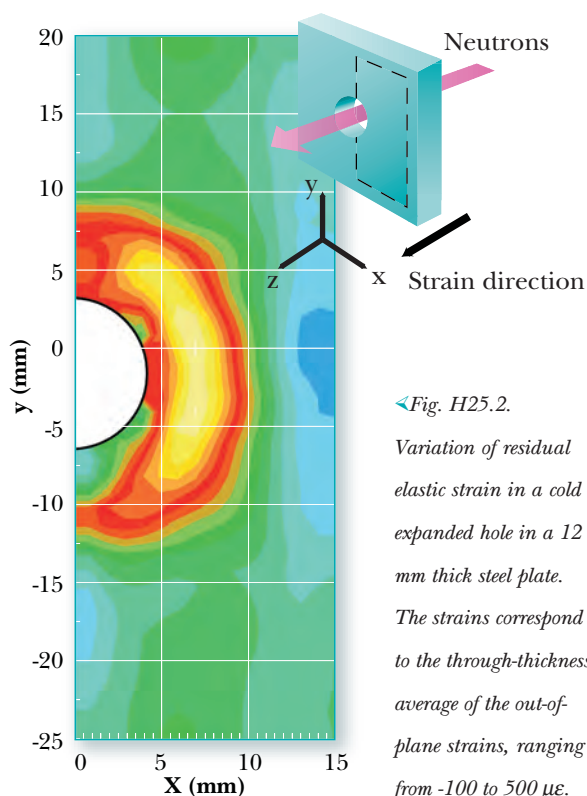 Neutrons
y
z
x
Strain direction
20
15
10
5
0
-5
-10
-15
-20
-25
y (mm)
0
5
10
15
X (mm)
Fig. H25.2.
Variation of residual
elastic strain in a cold
expanded hole in a 12
mm thick steel plate.
The strains correspond
to the through-thickness
average of the out-of-
plane strains, ranging
from -100 to 500 με.